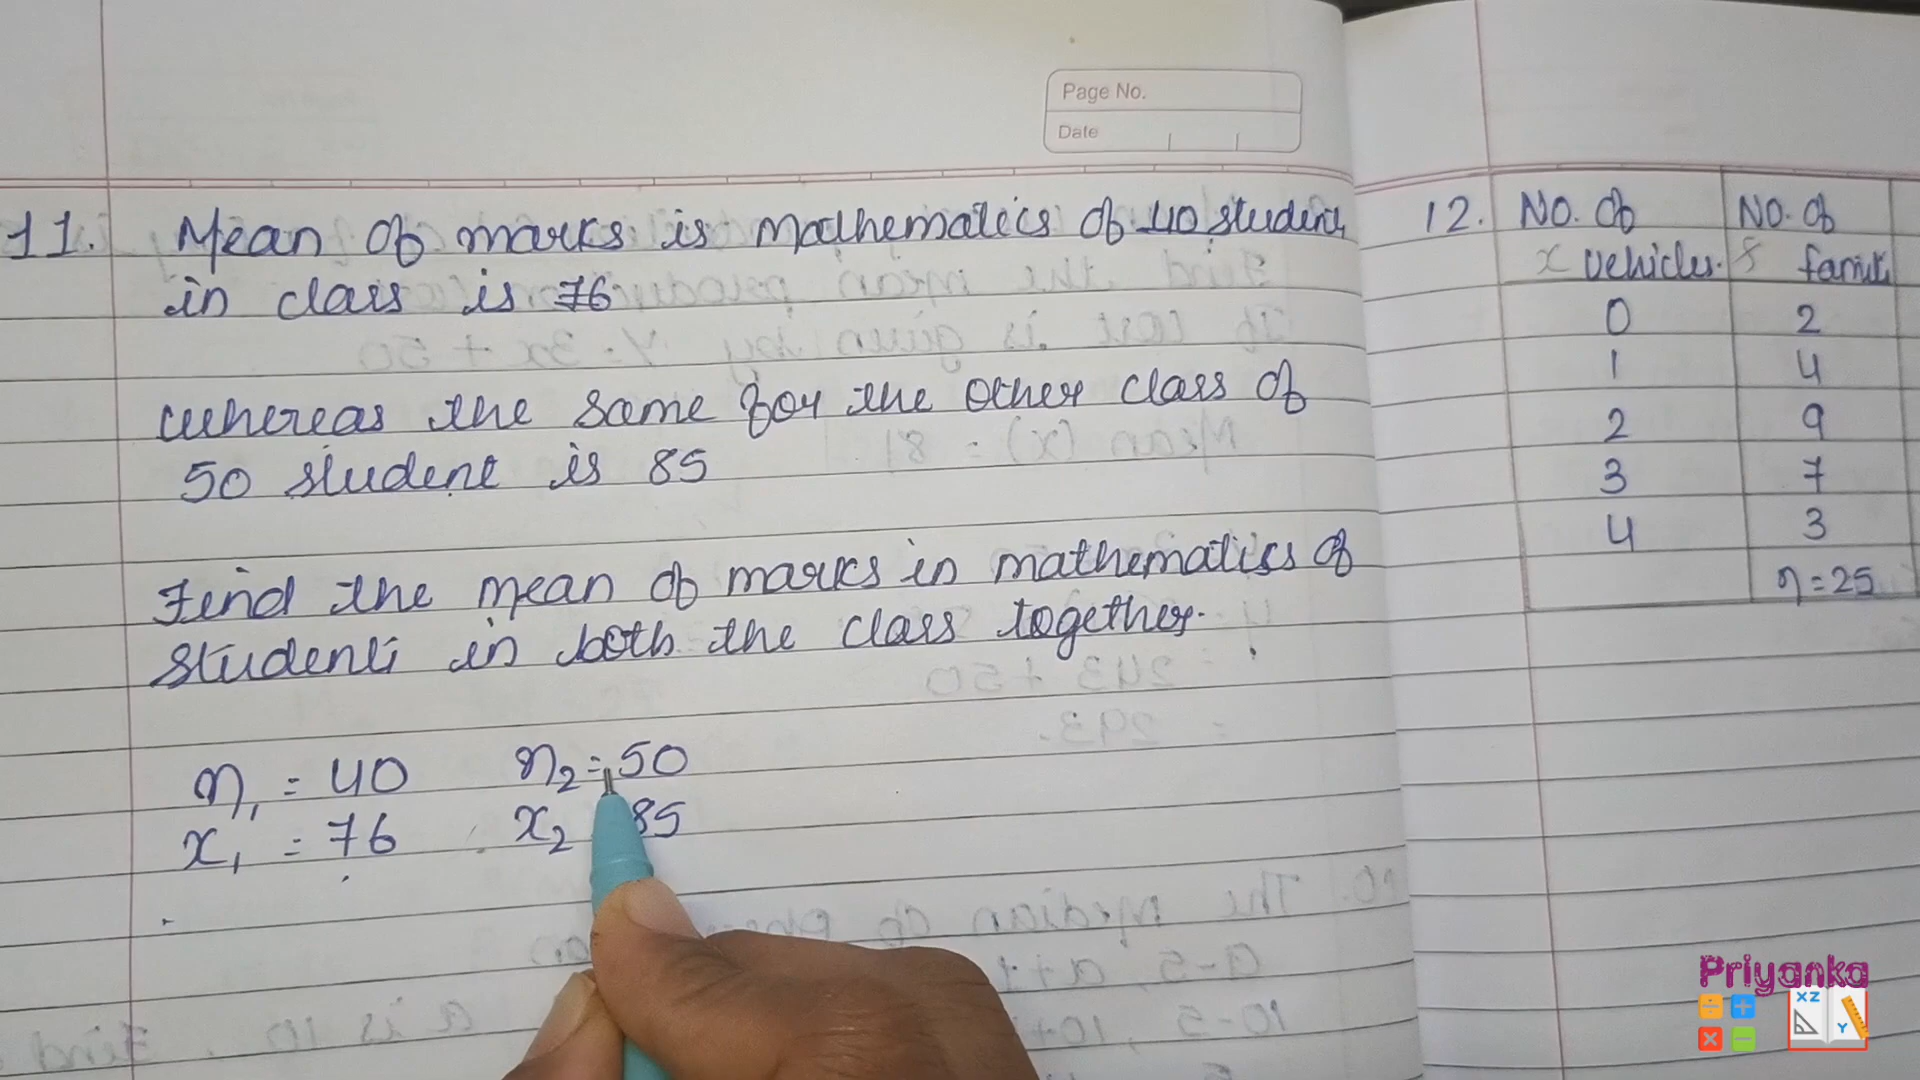 Page No.
Date
11. Mean of marks is mathematics of 40 student
in class is 76
whereas the same for the other class of
50 student is 85
Find the mean of marks in mathematics of
students in both the class together.
n₁ = 40 n₂ = 50
x₁ = 76 x₂ 85
12. NO. of NO. of
x vehicles. f
0 2
1 4
2 9
3 7
4 3
n = 25
Priyanka
XZ
Y